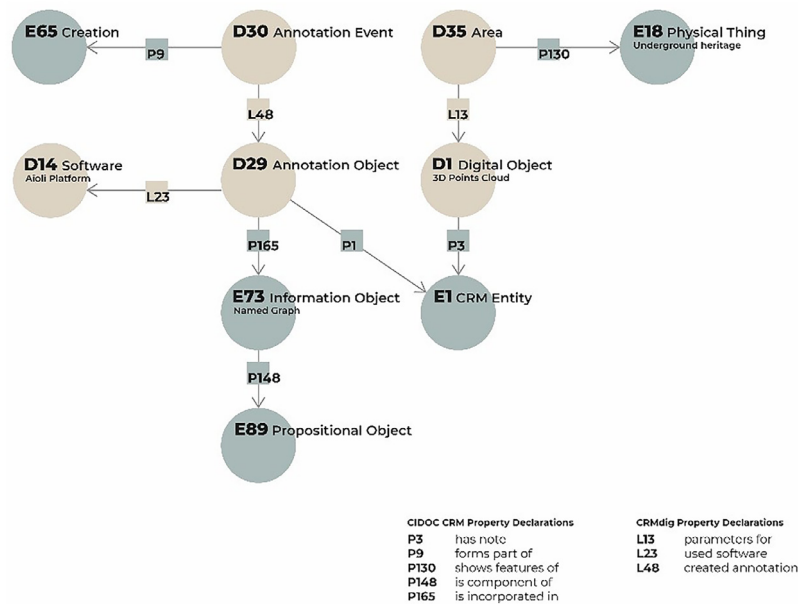 E65 Creation
P9
D30 Annotation Event
D35 Area
P130
E18 Physical Thing
Underground heritage
L48
L13
D14 Software
Aioli Platform
L23
D29 Annotation Object
D1 Digital Object
3D Points Cloud
P165
P1
P3
E73 Information Object
Named Graph
E1 CRM Entity
P148
E89 Propositional Object
CIDOC CRM Property Declarations
P3 has note
P9 forms part of
P130 shows features of
P148 is component of
P165 is incorporated in
CRMdig Property Declarations
L13 parameters for
L23 used software
L48 created annotation